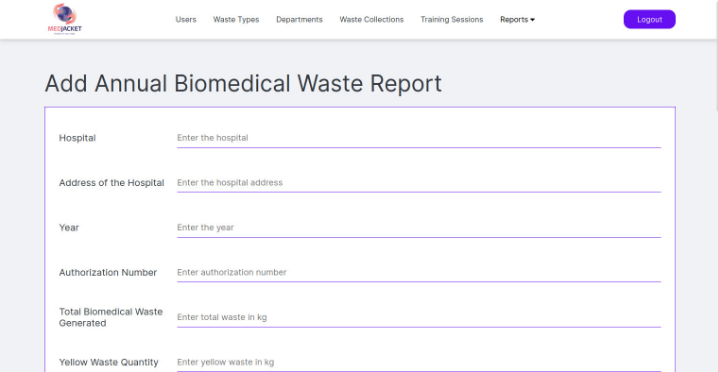 MEDJACKET
Users Waste Types Departments Waste Collections Training Sessions Reports Logout
Add Annual Biomedical Waste Report
Hospital Enter the hospital
Address of the Hospital Enter the hospital address
Year Enter the year
Authorization Number Enter authorization number
Total Biomedical Waste
Generated Enter total waste in kg
Yellow Waste Quantity Enter yellow waste in kg